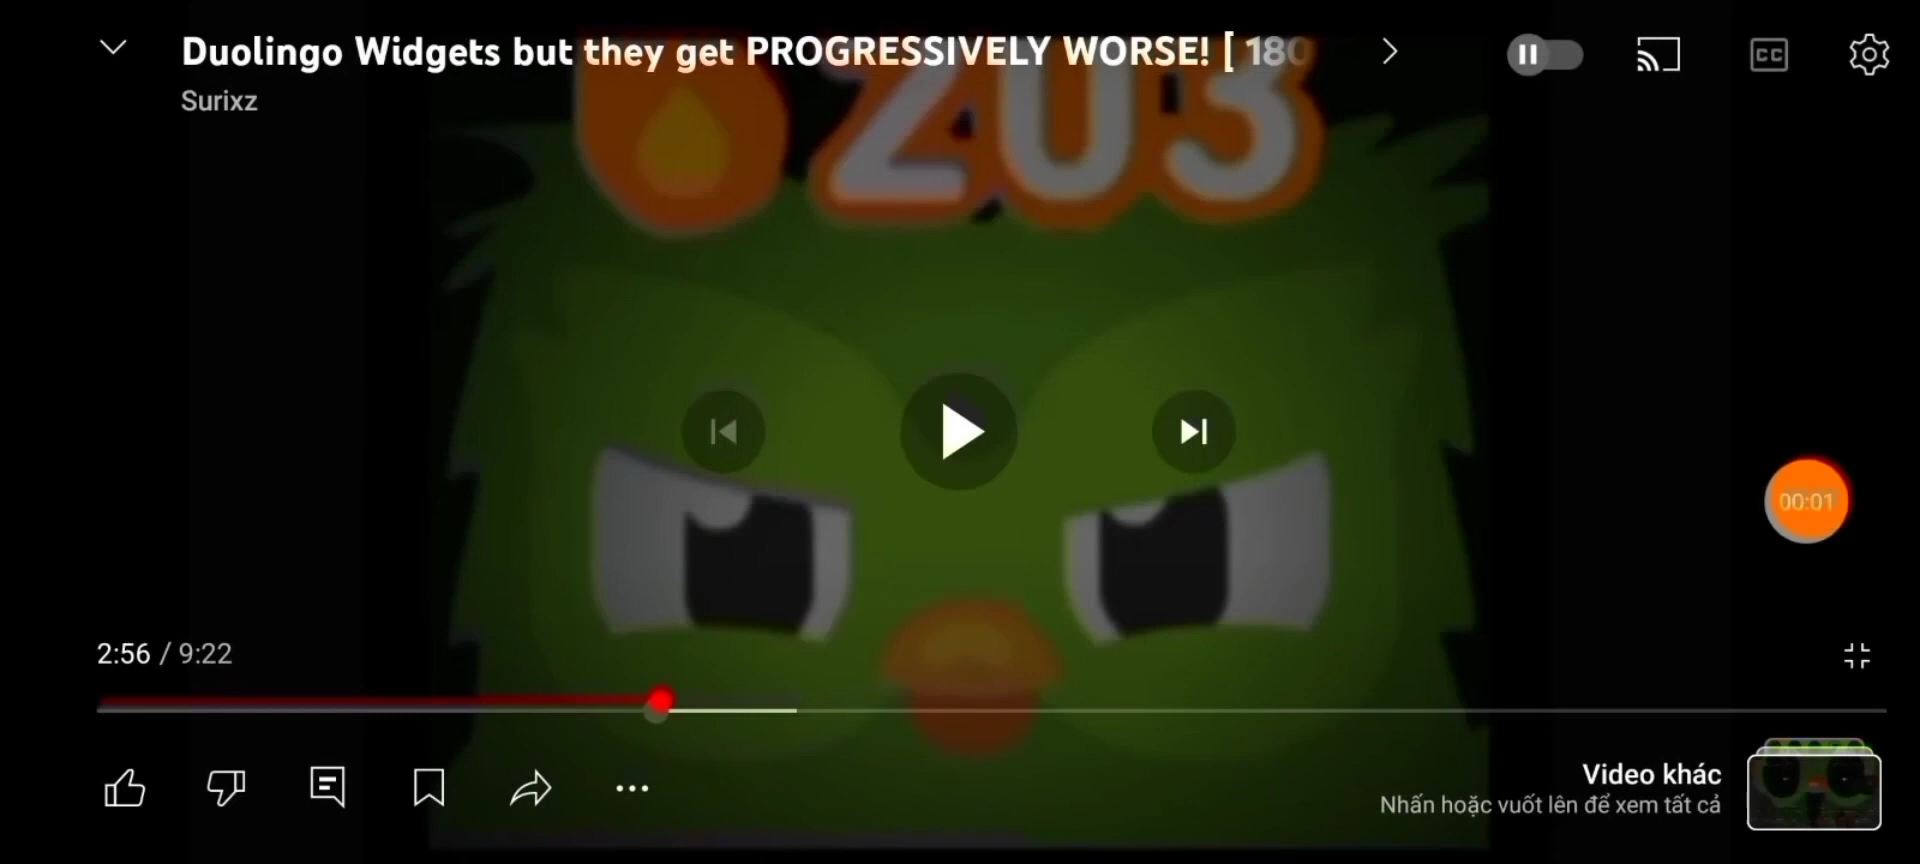 Duolingo Widgets but they get PROGRESSIVELY WORSE! [ 180
Surixz
CC
203
00:01
2:56 / 9:22
Video khác
Nhấn hoặc vuốt lên để xem tất cả